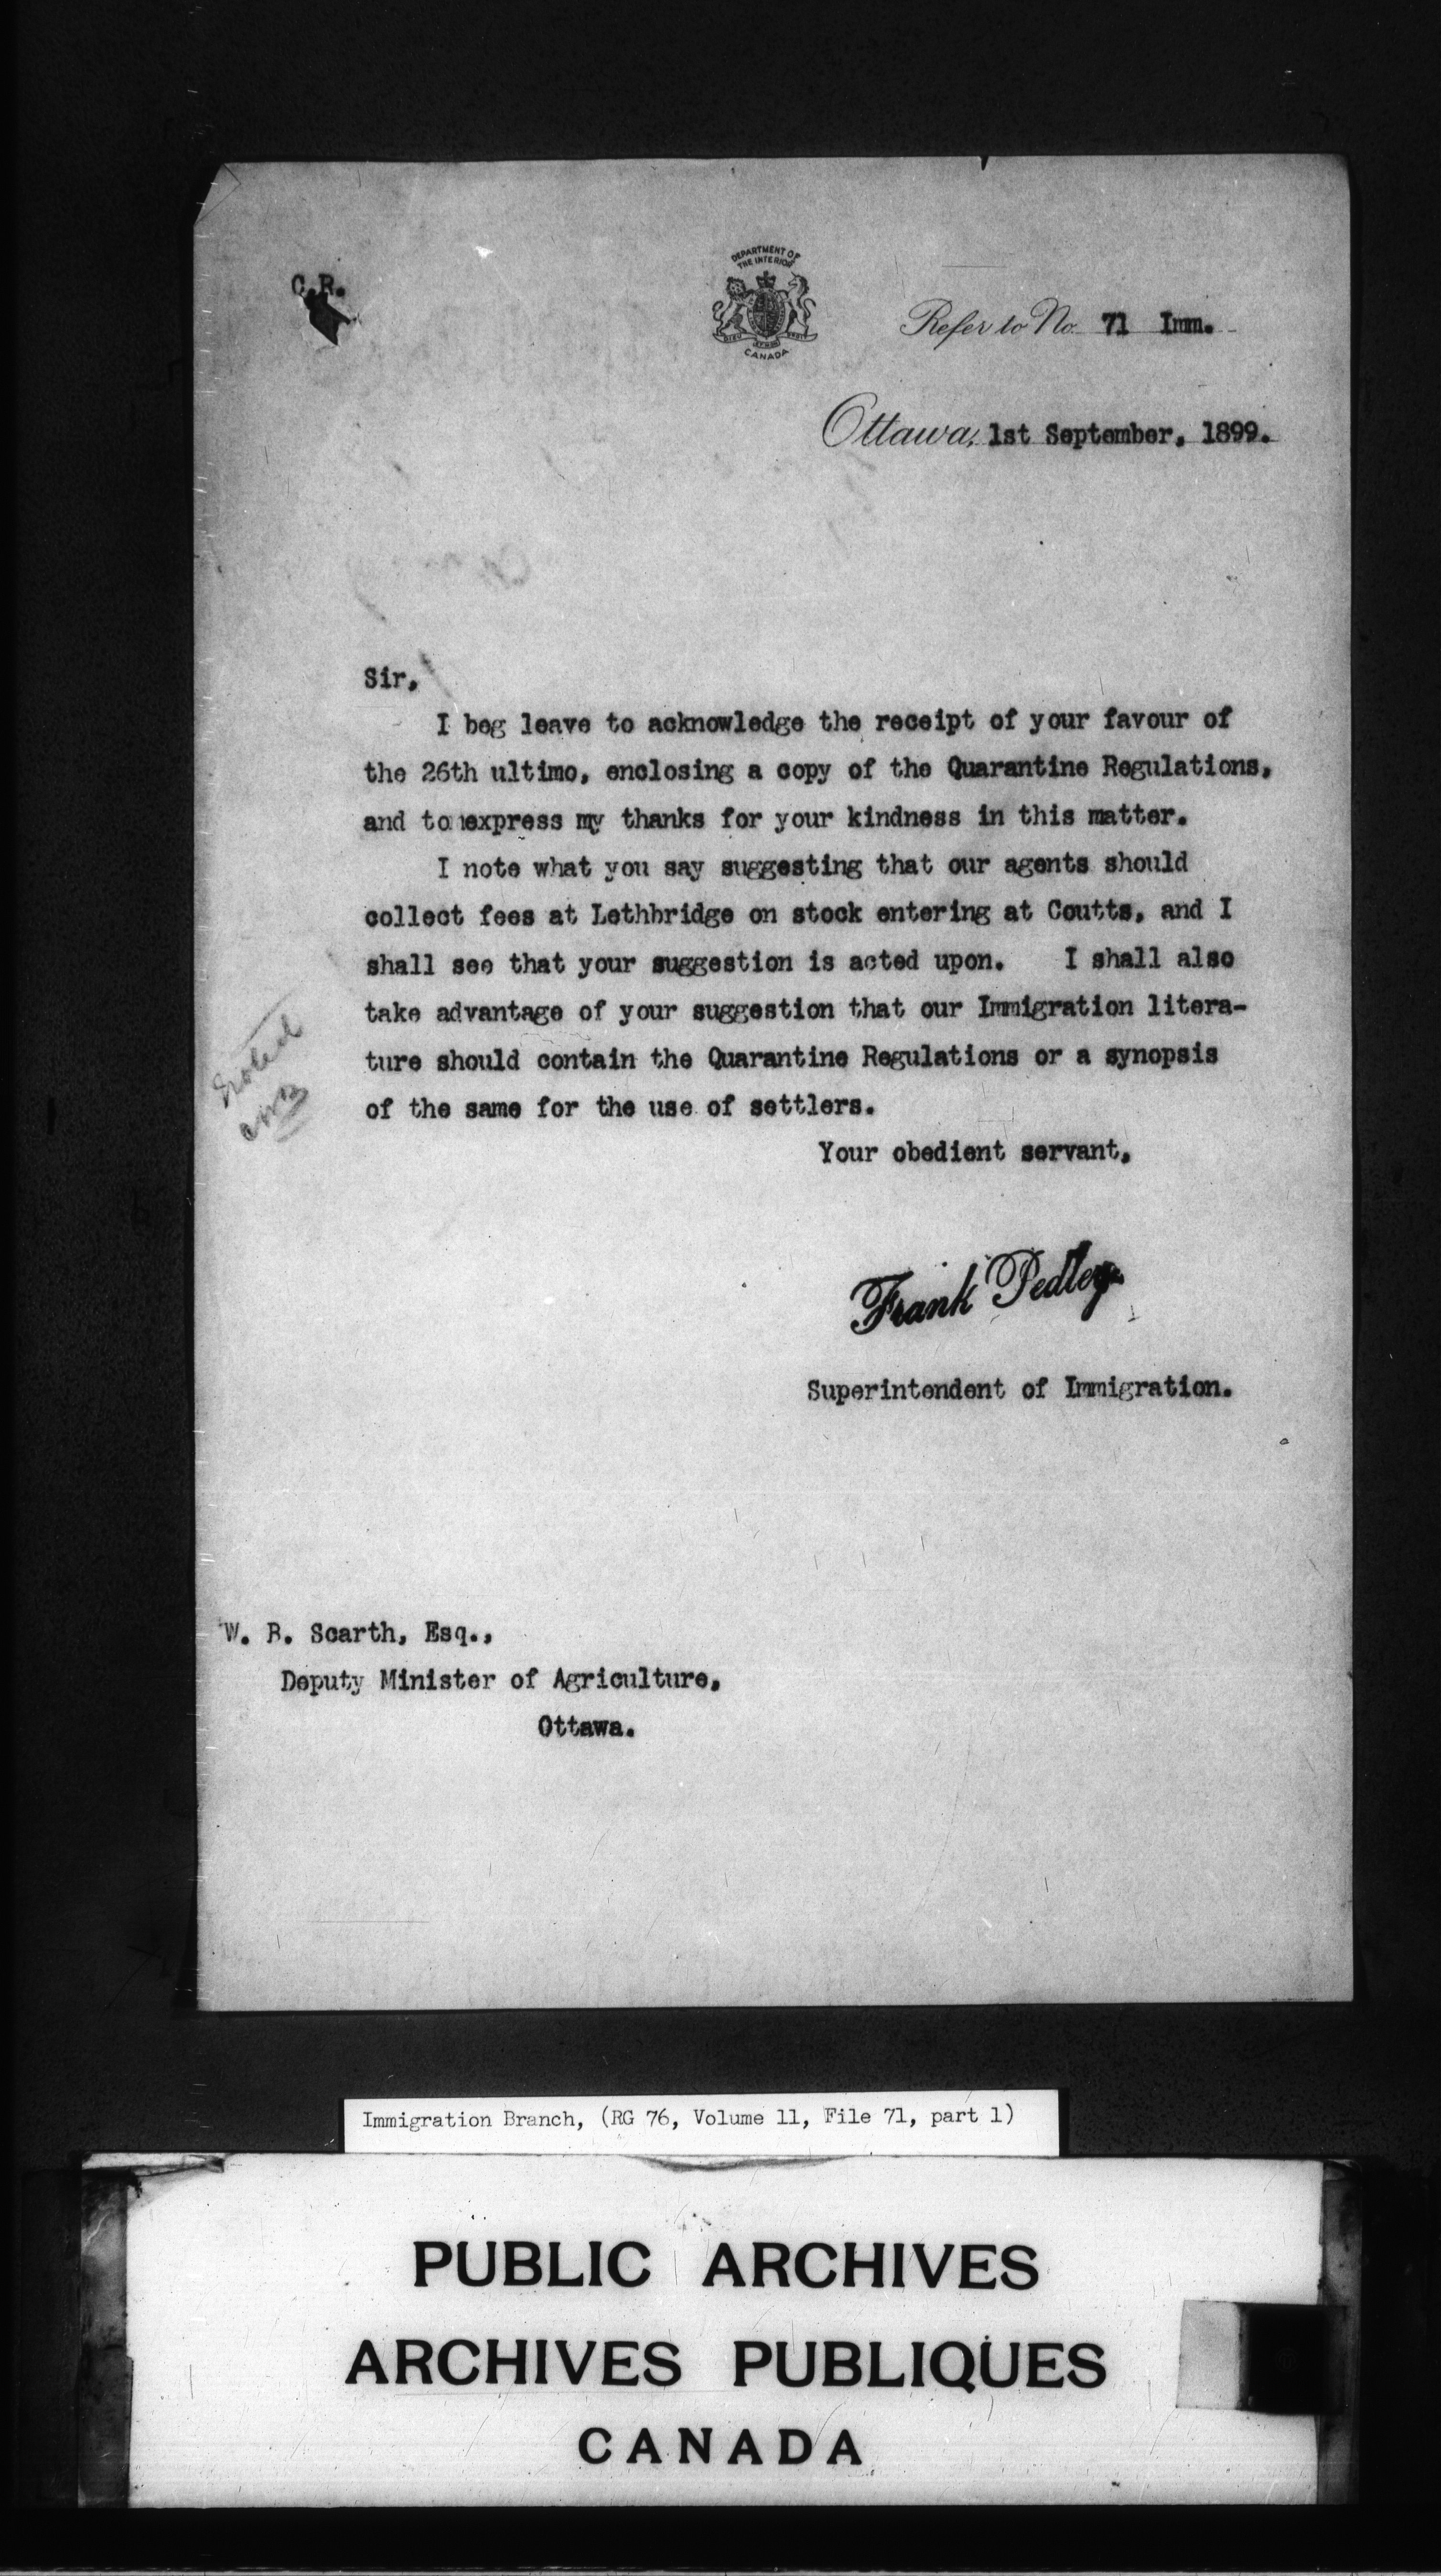 C.R.
DEPARTMENT OF
THE INTERIOR
CANADA
Refer to No. 71 Imm.
Ottawa, 1st September, 1899.
Sir,
I beg leave to acknowledge the receipt of your favour of
the 26th ultimo, enclosing a copy of the Quarantine Regulations,
and to express my thanks for your kindness in this matter.
I note what you say suggesting that our agents should
collect fees at Lethbridge on stock entering at Coutts, and I
shall see that your suggestion is acted upon. I shall also
take advantage of your suggestion that our Immigration litera-
ture should contain the Quarantine Regulations or a synopsis
of the same for the use of settlers.
Your obedient servant,
Frank Pedley
Superintendent of Immigration.
W. B. Scarth, Esq.,
Deputy Minister of Agriculture,
Ottawa.
Immigration Branch, (RG 76, Volume 11, File 71, part 1)
PUBLIC ARCHIVES
ARCHIVES PUBLIQUES
CANADA